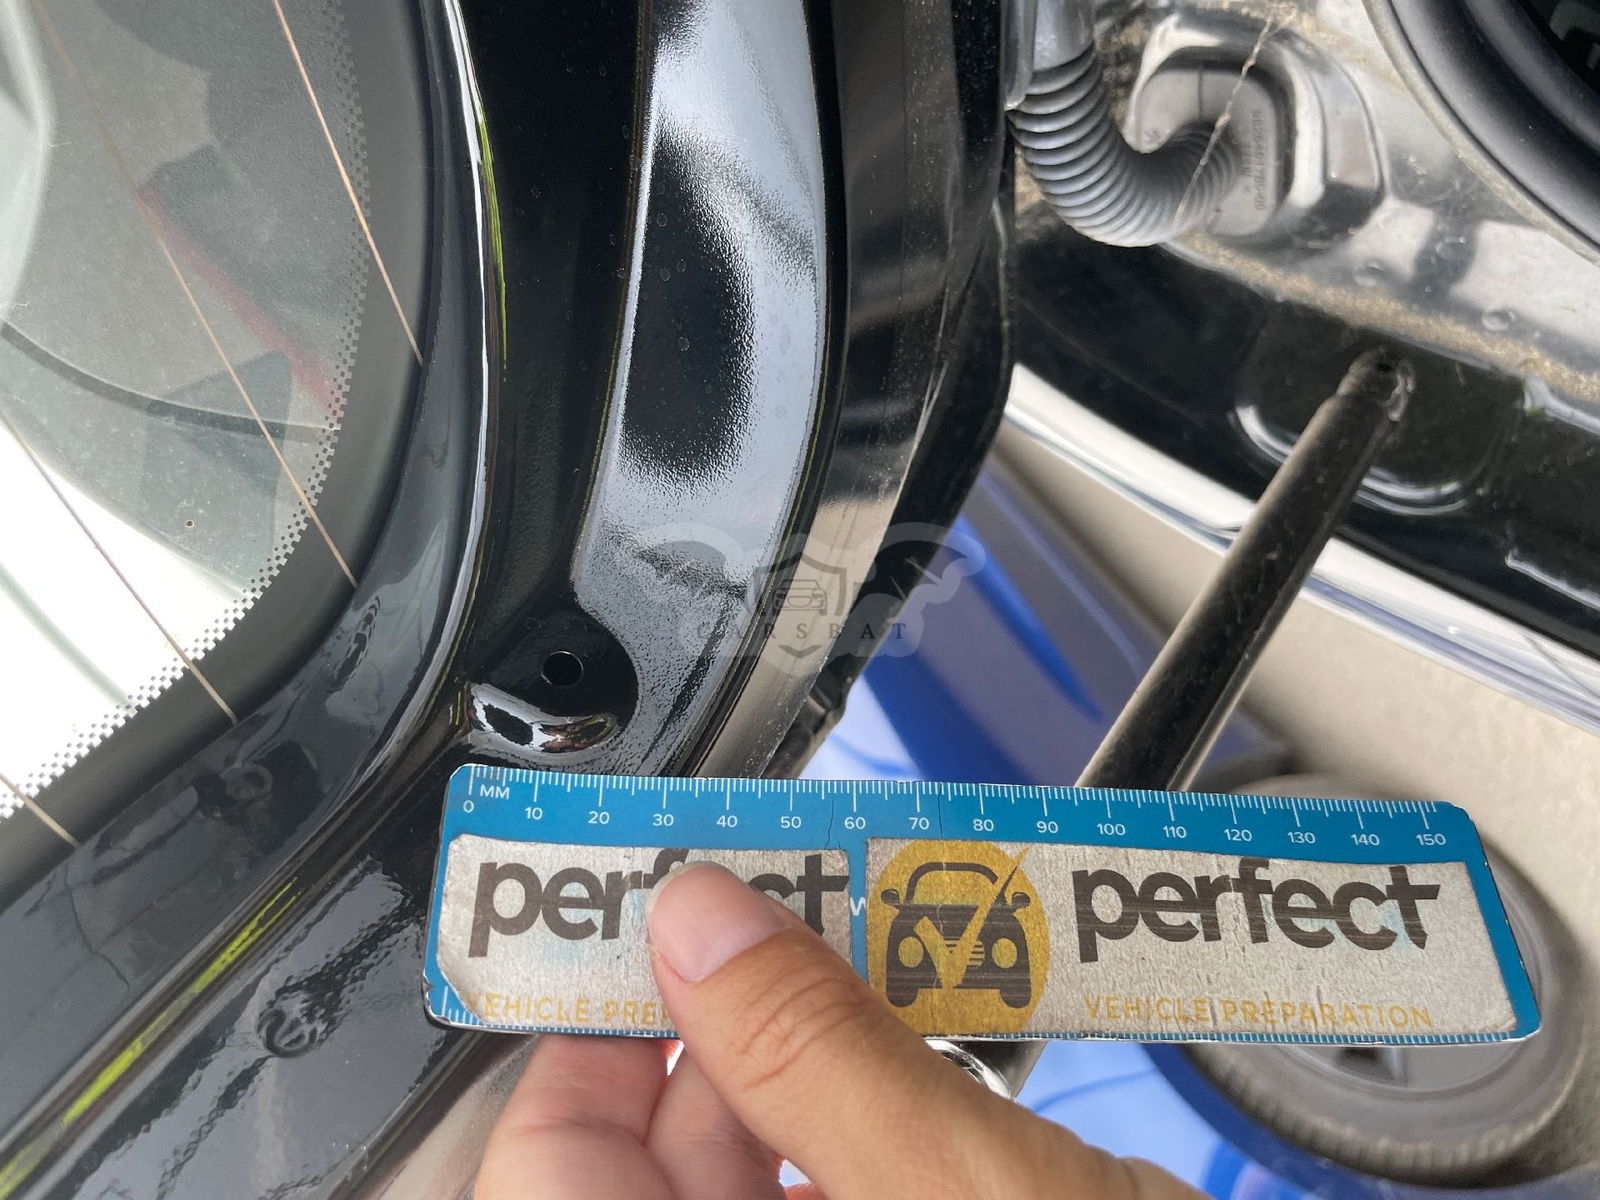 CARSBAT
MM
0 10 20 30 40 50 60 70 80 90 100 110 120 130 140 150
perfect perfect
VEHICLE PREPARATION